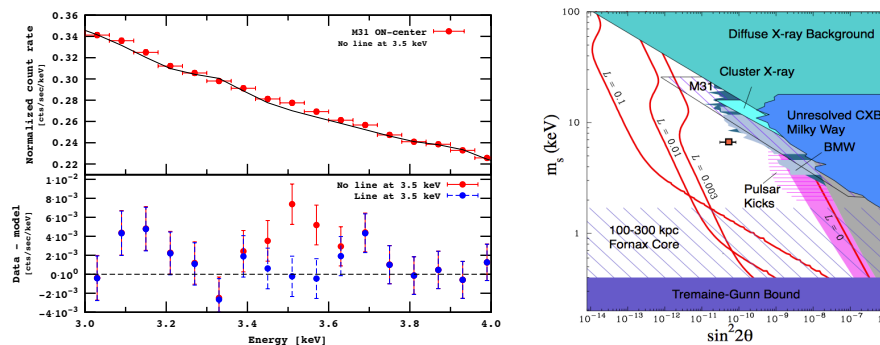 M31 ON-center
No line at 3.5 keV
Normalized count rate
[cts/sec/keV]
0.36
0.34
0.32
0.30
0.28
0.26
0.24
0.22
No line at 3.5 keV
Line at 3.5 keV
Data - model
[cts/sec/keV]
1·10⁻²
8·10⁻³
6·10⁻³
4·10⁻³
2·10⁻³
0·10⁰
-2·10⁻³
-4·10⁻³
3.0 3.2 3.4 3.6 3.8 4.0
Energy [keV]
100
10
1
mₛ (keV)
Diffuse X-ray Background
Cluster X-ray
M31
Unresolved CXB
Milky Way
BMW
L = 0.1
L = 0.01
L = 0.003
Pulsar
Kicks
L = 0
100-300 kpc
Fornax Core
Tremaine-Gunn Bound
10⁻¹⁴ 10⁻¹³ 10⁻¹² 10⁻¹¹ 10⁻¹⁰ 10⁻⁹ 10⁻⁸ 10⁻⁷
sin²2θ